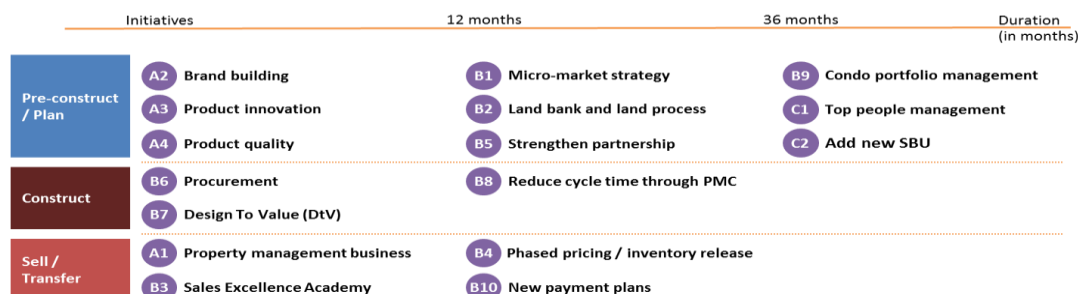 Initiatives 12 months 36 months Duration
(in months)
Pre-construct
/ Plan
A2 Brand building B1 Micro-market strategy B9 Condo portfolio management
A3 Product innovation B2 Land bank and land process C1 Top people management
A4 Product quality B5 Strengthen partnership C2 Add new SBU
Construct
B6 Procurement B8 Reduce cycle time through PMC
B7 Design To Value (DtV)
Sell /
Transfer
A1 Property management business B4 Phased pricing / inventory release
B3 Sales Excellence Academy B10 New payment plans